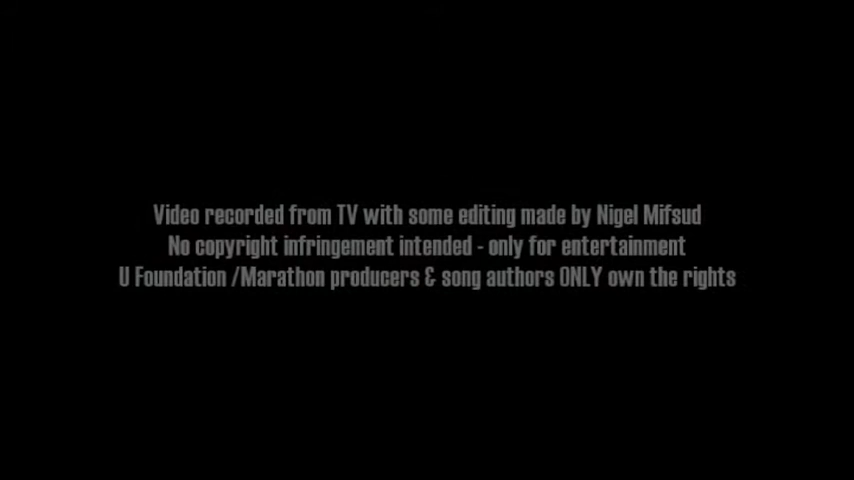 Video recorded from TV with some editing made by Nigel Mifsud
No copyright infringement intended - only for entertainment
U Foundation /Marathon producers & song authors ONLY own the rights